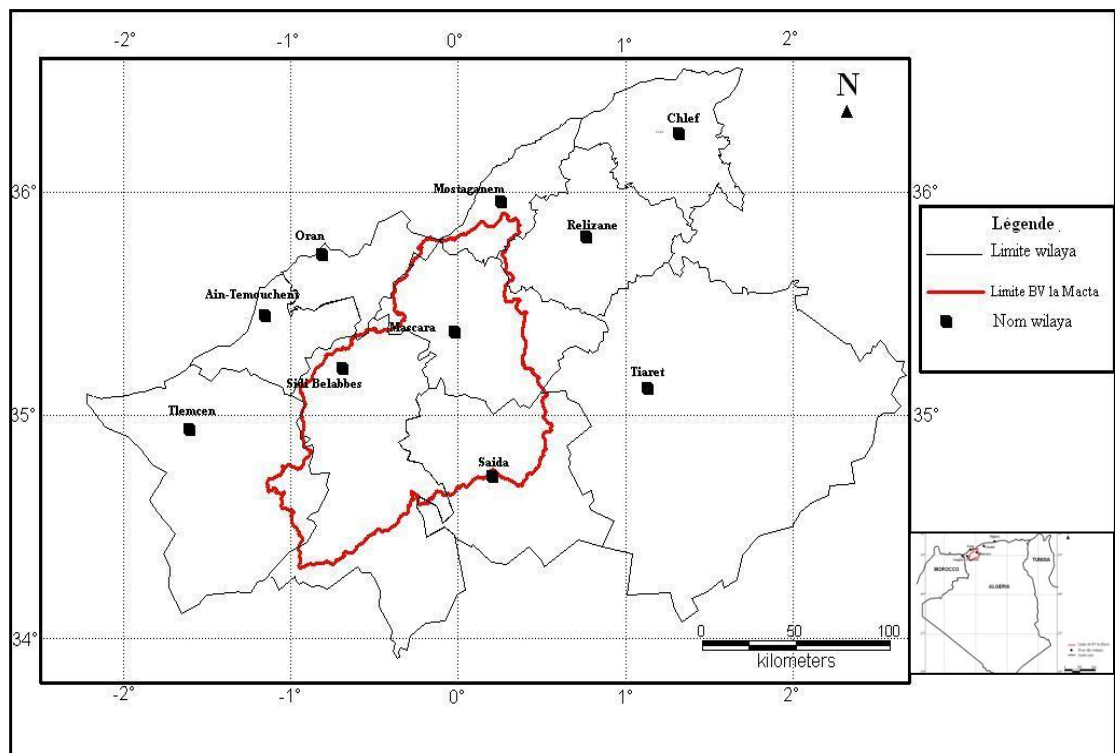 -2° -1° 0° 1° 2°
N
Chlef
36° 36°
Mostaganem
Relizane
Oran
Ain-Temouchent
Mascara
Sidi Belabbes
Tiaret
35° 35°
Tlemcen
Saida
34° 34°
0 50 100
kilometers
-2° -1° 0° 1° 2°
Légende
Limite wilaya
Limite BV la Macta
Nom wilaya
MOROCCO
ALGERIA
TUNISIA